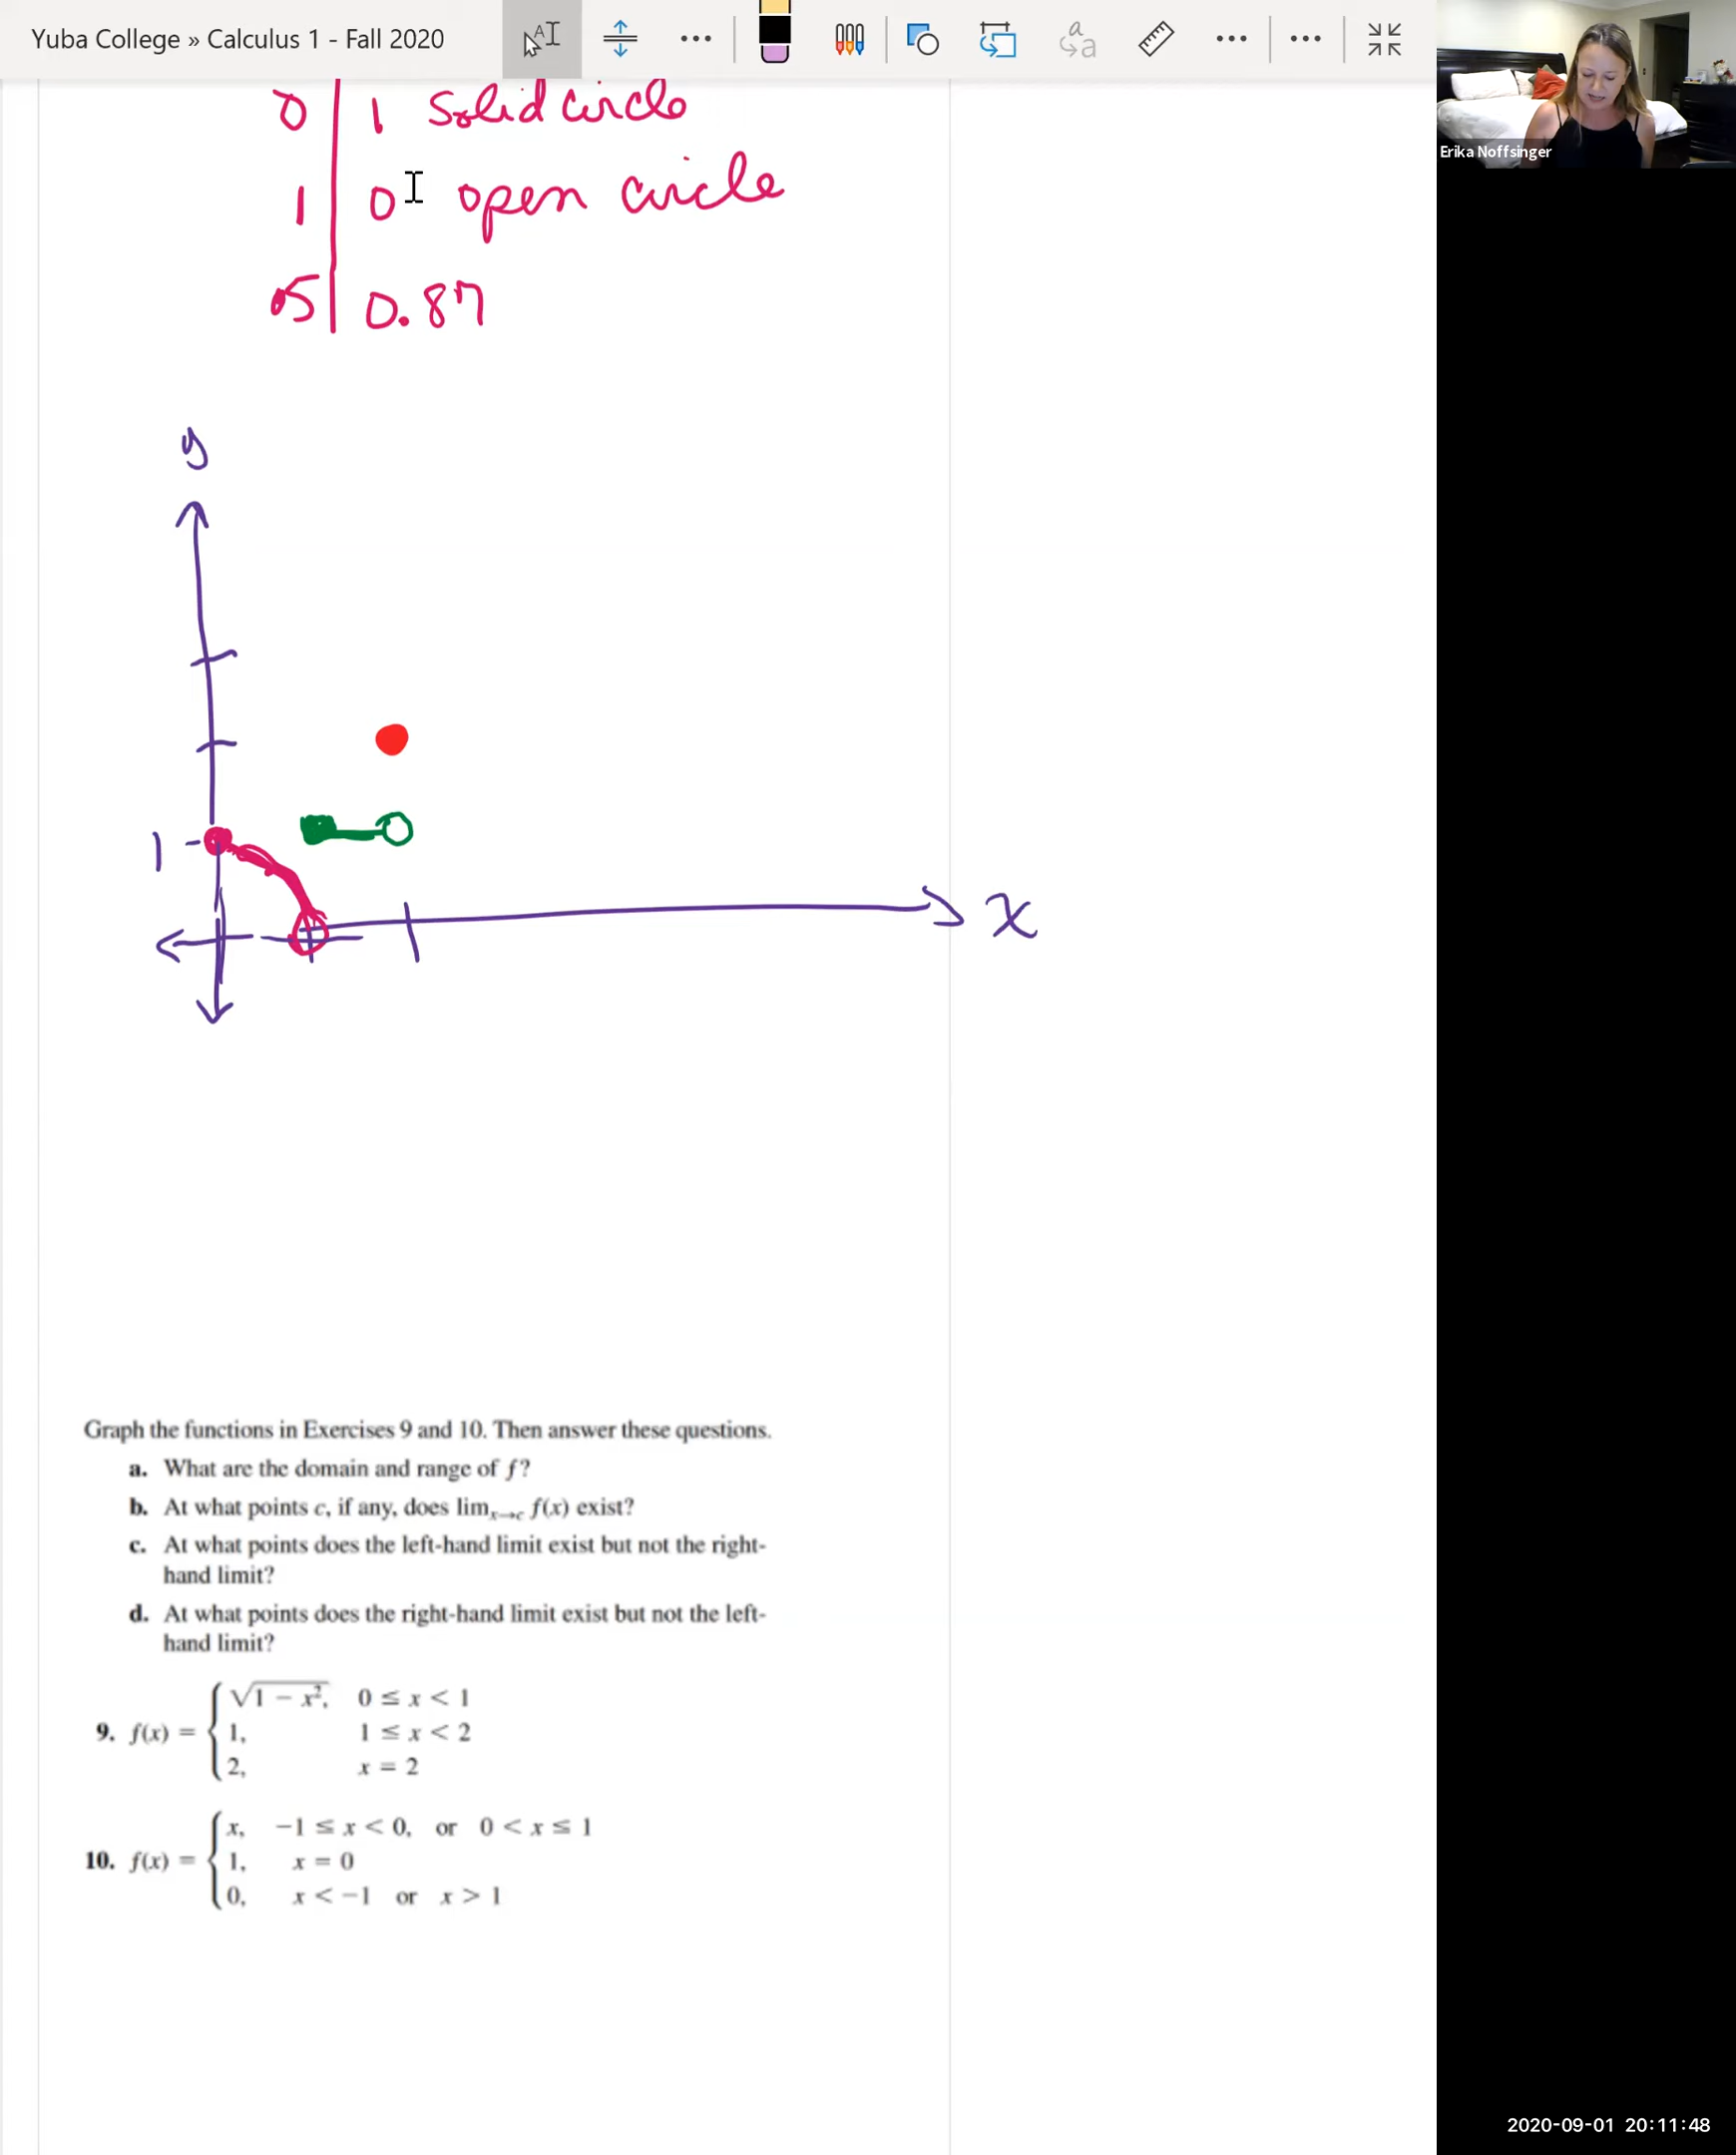 Yuba College » Calculus 1 - Fall 2020
Erika Noffsinger
0 | 1 solid circle
1 | 0 open circle
.5 | 0.87
y
1
x
Graph the functions in Exercises 9 and 10. Then answer these questions.
a. What are the domain and range of f?
b. At what points c, if any, does lim x→c f(x) exist?
c. At what points does the left-hand limit exist but not the right-
hand limit?
d. At what points does the right-hand limit exist but not the left-
hand limit?
9. f(x) = { √1 − x², 0 ≤ x < 1
1, 1 ≤ x < 2
2, x = 2
10. f(x) = { x, −1 ≤ x < 0, or 0 < x ≤ 1
1, x = 0
0, x < −1 or x > 1
2020-09-01 20:11:48